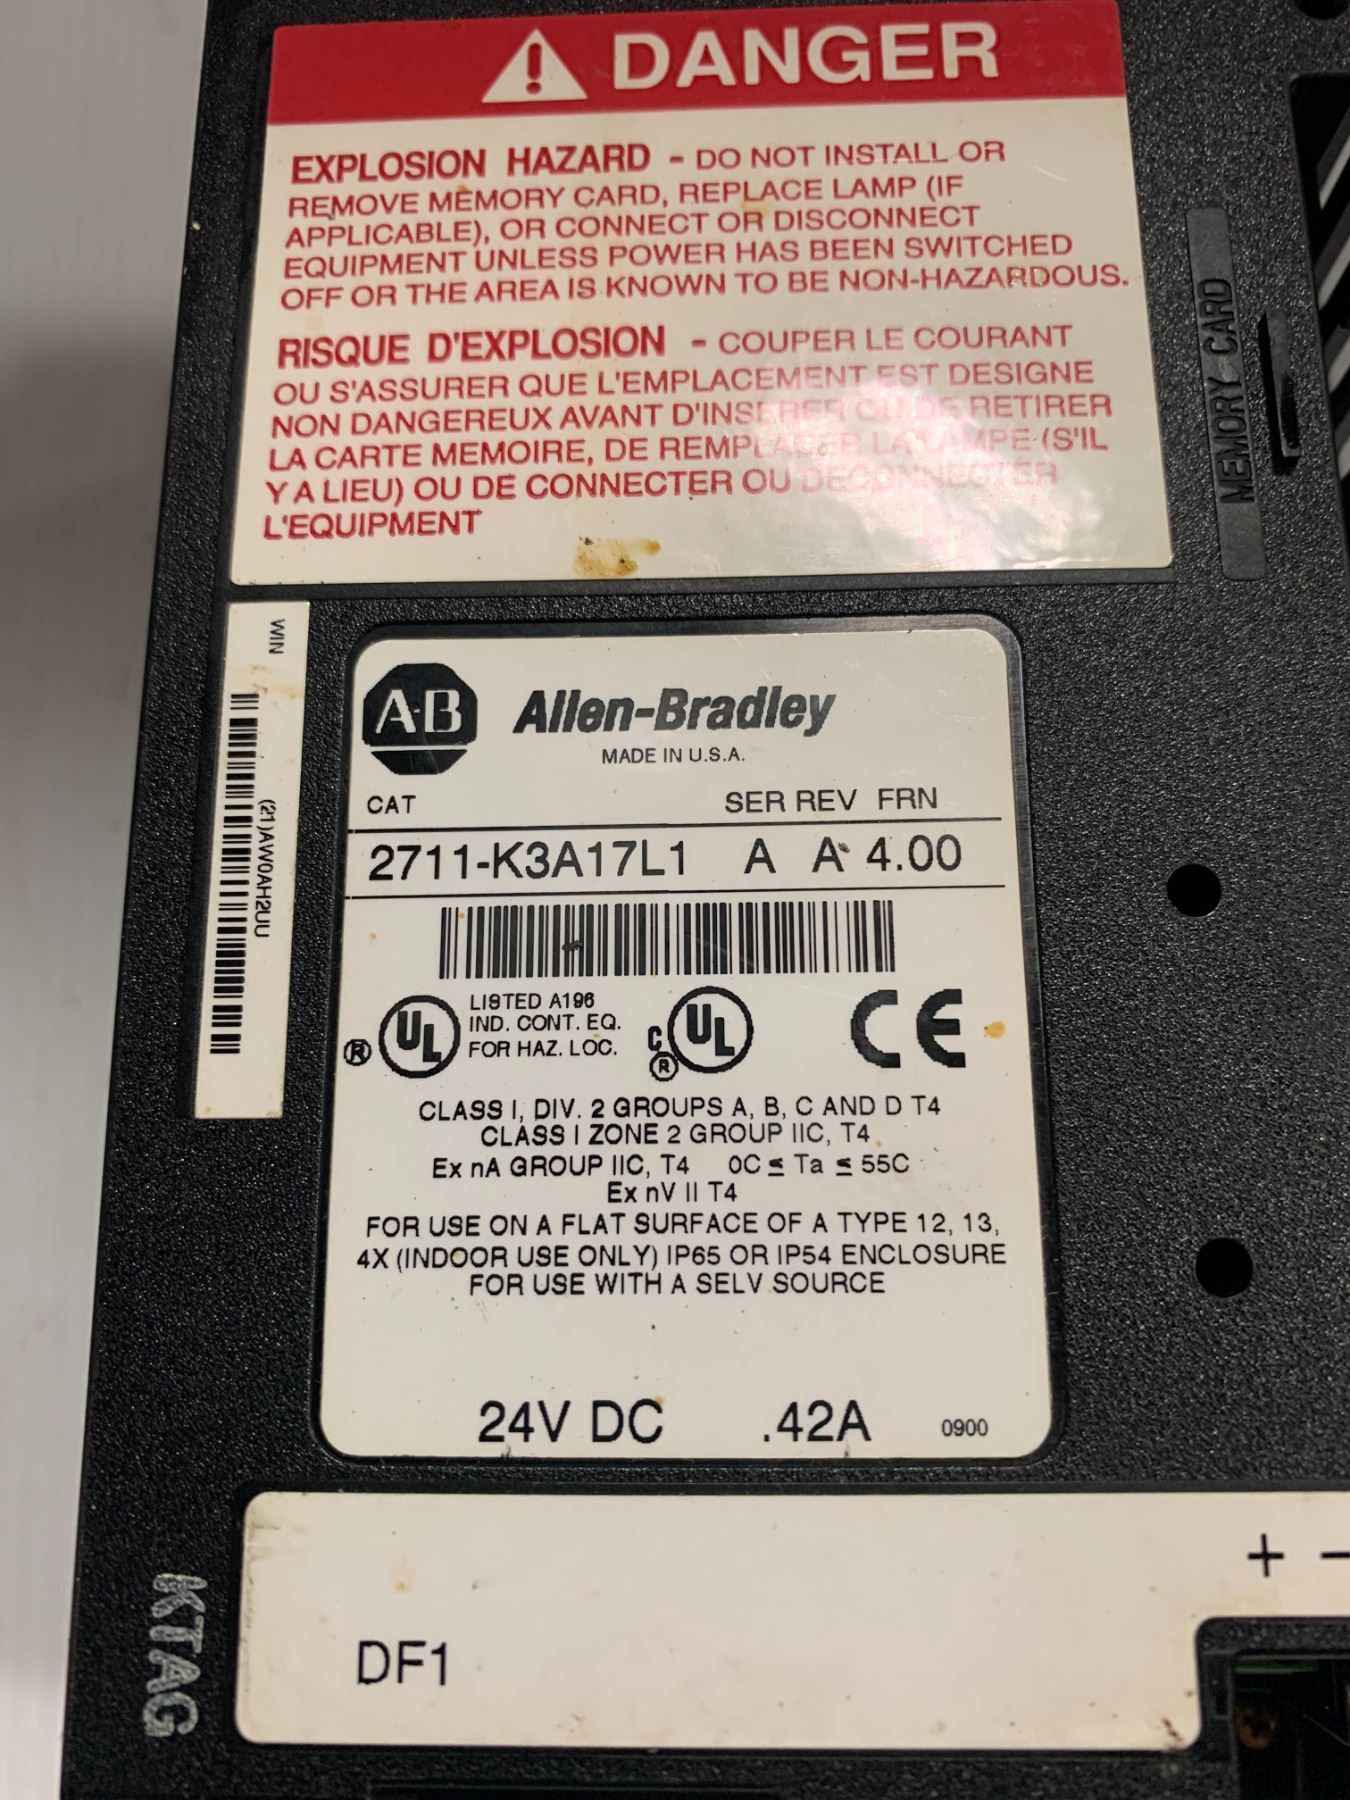 DANGER
EXPLOSION HAZARD - DO NOT INSTALL OR
REMOVE MEMORY CARD, REPLACE LAMP (IF
APPLICABLE), OR CONNECT OR DISCONNECT
EQUIPMENT UNLESS POWER HAS BEEN SWITCHED
OFF OR THE AREA IS KNOWN TO BE NON-HAZARDOUS.
RISQUE D'EXPLOSION - COUPER LE COURANT
OU S'ASSURER QUE L'EMPLACEMENT EST DESIGNE
NON DANGEREUX AVANT D'INSERER OU DE RETIRER
LA CARTE MEMOIRE, DE REMPLACER LA LAMPE (S'IL
Y A LIEU) OU DE CONNECTER OU DECONNECTER
L'EQUIPMENT
MEMORY CARD
WIN
(21)AW0AH2UU
A-B Allen-Bradley
MADE IN U.S.A.
CAT SER REV FRN
2711-K3A17L1 A A 4.00
® UL LISTED A196
IND. CONT. EQ.
FOR HAZ. LOC.
C UL ®
CE
CLASS I, DIV. 2 GROUPS A, B, C AND D T4
CLASS I ZONE 2 GROUP IIC, T4
Ex nA GROUP IIC, T4 0C ≤ Ta ≤ 55C
Ex nV II T4
FOR USE ON A FLAT SURFACE OF A TYPE 12, 13,
4X (INDOOR USE ONLY) IP65 OR IP54 ENCLOSURE
FOR USE WITH A SELV SOURCE
24V DC .42A 0900
+ -
DF1
KTAG